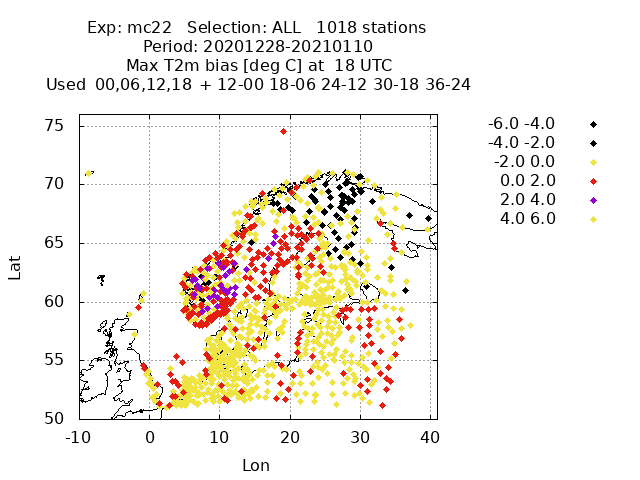 Exp: mc22 Selection: ALL 1018 stations
Period: 20201228-20210110
Max T2m bias [deg C] at 18 UTC
Used 00,06,12,18 + 12-00 18-06 24-12 30-18 36-24
-6.0 -4.0
-4.0 -2.0
-2.0 0.0
0.0 2.0
2.0 4.0
4.0 6.0
75
70
65
60
55
50
Lat
-10 0 10 20 30 40
Lon